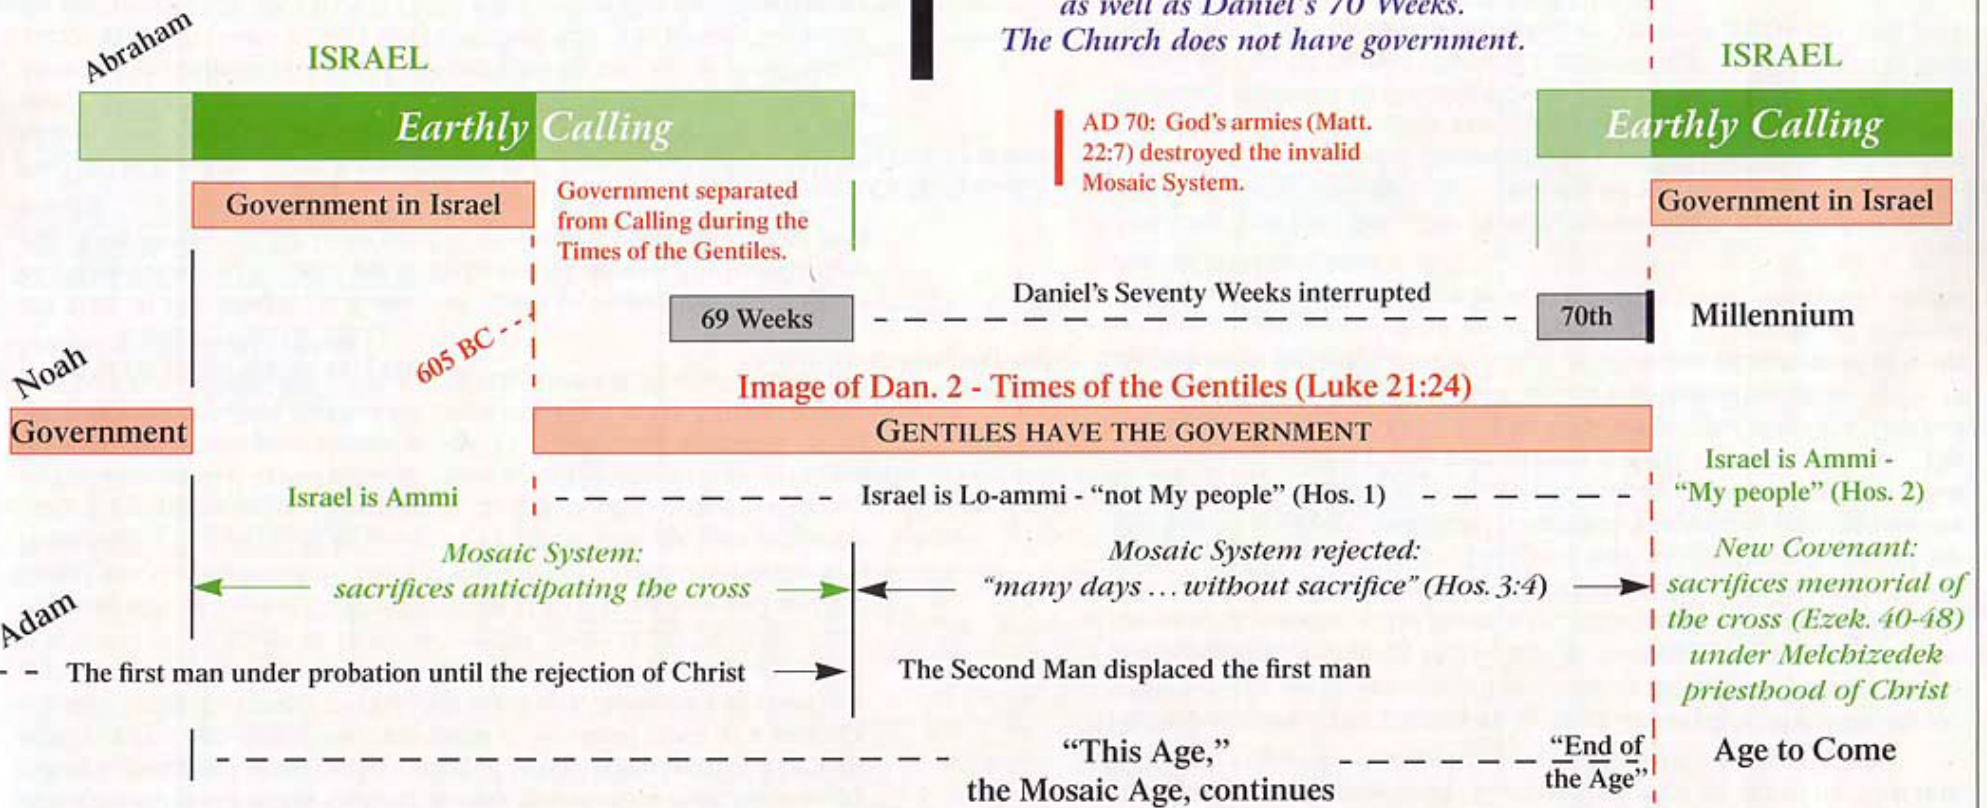 as well as Daniel's 70 Weeks.
The Church does not have government.
Abraham
ISRAEL
ISRAEL
Earthly Calling
Earthly Calling
AD 70: God's armies (Matt.
22:7) destroyed the invalid
Mosaic System.
Government in Israel
Government separated
from Calling during the
Times of the Gentiles.
Government in Israel
Daniel's Seventy Weeks interrupted
69 Weeks
70th
Millennium
605 BC
Noah
Image of Dan. 2 - Times of the Gentiles (Luke 21:24)
Government
GENTILES HAVE THE GOVERNMENT
Israel is Ammi
Israel is Lo-ammi - “not My people” (Hos. 1)
Israel is Ammi -
“My people” (Hos. 2)
Mosaic System:
sacrifices anticipating the cross
Mosaic System rejected:
“many days ... without sacrifice” (Hos. 3:4)
New Covenant:
sacrifices memorial of
the cross (Ezek. 40-48)
under Melchizedek
priesthood of Christ
Adam
The first man under probation until the rejection of Christ
The Second Man displaced the first man
“This Age,”
the Mosaic Age, continues
“End of
the Age”
Age to Come